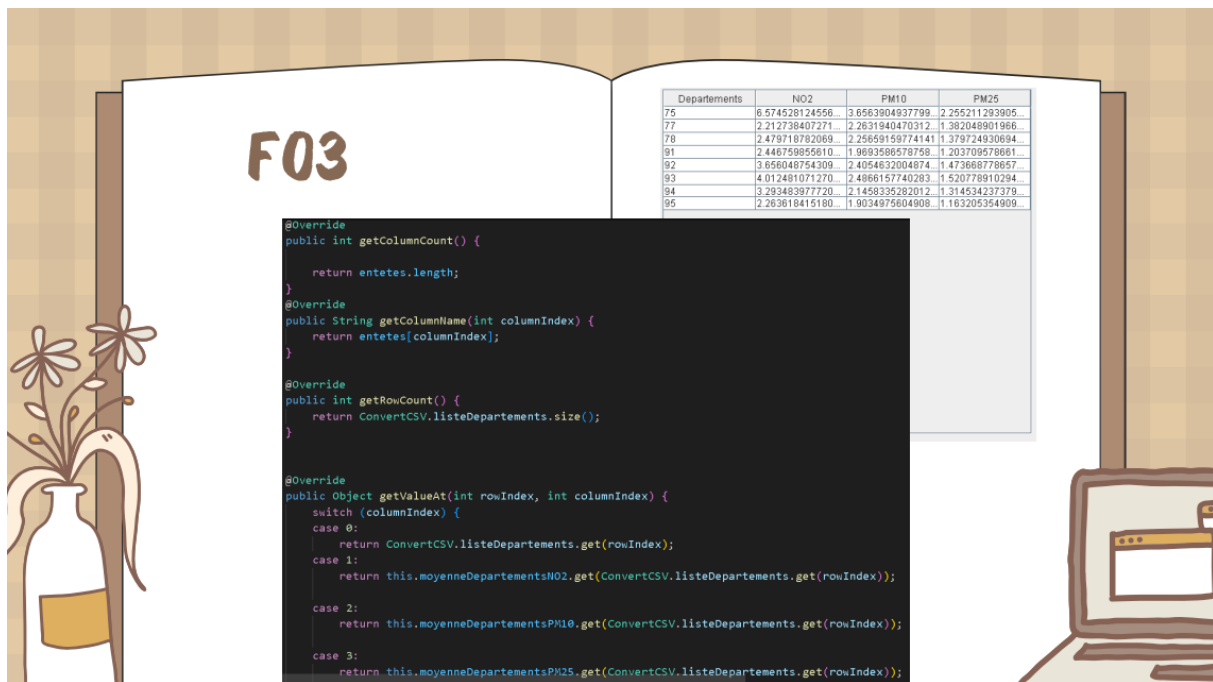 F03
Departements NO2 PM10 PM25
75 6.574528124556... 3.6563904937799... 2.255211293905...
77 2.212738407271... 2.2631940470312... 1.382048901966...
78 2.479718782069... 2.25659159774141 1.379724930694...
91 2.446759855610... 1.9693586578758... 1.203709578661...
92 3.656048754309... 2.4054632004874... 1.473668778657...
93 4.012481071270... 2.4866157740283... 1.520778910294...
94 3.293483977720... 2.1458335282012... 1.314534237379...
95 2.263618415180... 1.9034975604908... 1.163205354909...
@Override
public int getColumnCount() {
return entetes.length;
}
@Override
public String getColumnName(int columnIndex) {
return entetes[columnIndex];
}
@Override
public int getRowCount() {
return ConvertCSV.listeDepartements.size();
}
@Override
public Object getValueAt(int rowIndex, int columnIndex) {
switch (columnIndex) {
case 0:
return ConvertCSV.listeDepartements.get(rowIndex);
case 1:
return this.moyenneDepartementsNO2.get(ConvertCSV.listeDepartements.get(rowIndex));
case 2:
return this.moyenneDepartementsPM10.get(ConvertCSV.listeDepartements.get(rowIndex));
case 3:
return this.moyenneDepartementsPM25.get(ConvertCSV.listeDepartements.get(rowIndex));